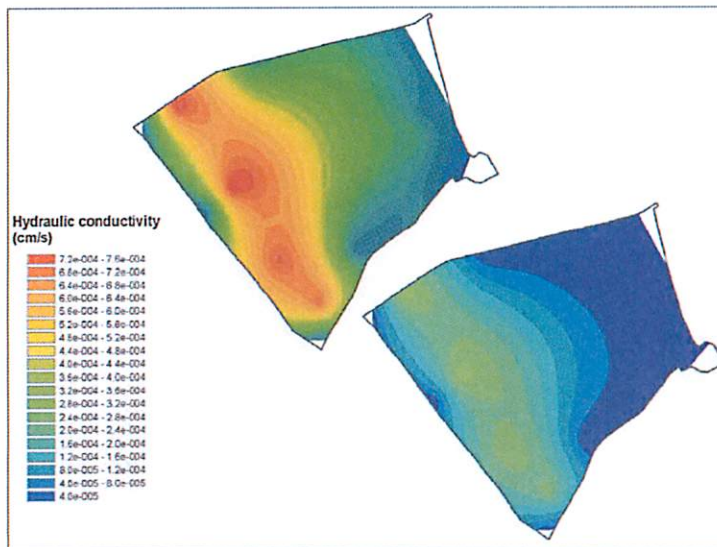 Hydraulic conductivity
(cm/s)
7.2e-004 - 7.6e-004
6.8e-004 - 7.2e-004
6.4e-004 - 6.8e-004
6.0e-004 - 6.4e-004
5.6e-004 - 6.0e-004
5.2e-004 - 5.6e-004
4.8e-004 - 5.2e-004
4.4e-004 - 4.8e-004
4.0e-004 - 4.4e-004
3.6e-004 - 4.0e-004
3.2e-004 - 3.6e-004
2.8e-004 - 3.2e-004
2.4e-004 - 2.8e-004
2.0e-004 - 2.4e-004
1.6e-004 - 2.0e-004
1.2e-004 - 1.6e-004
8.0e-005 - 1.2e-004
4.0e-005 - 8.0e-005
4.0e-005